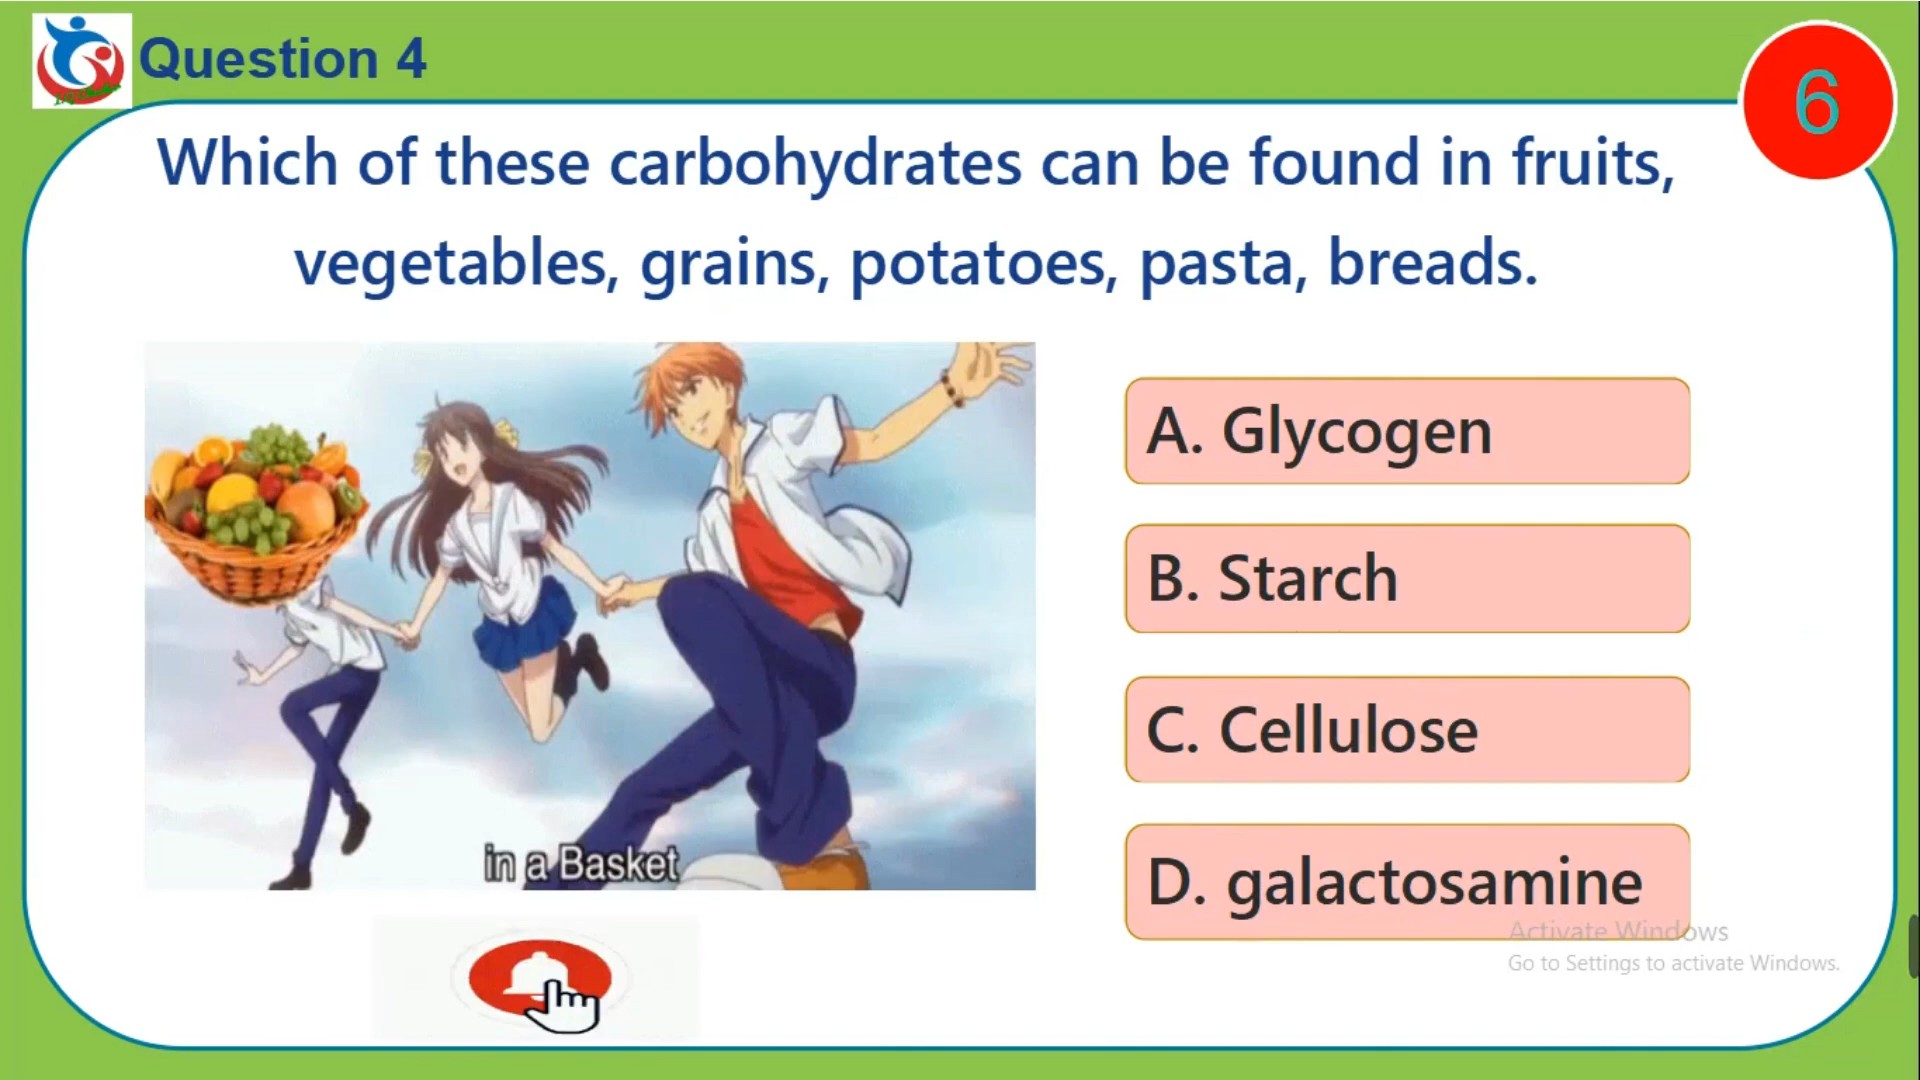 Question 4
6
Which of these carbohydrates can be found in fruits,
vegetables, grains, potatoes, pasta, breads.
A. Glycogen
B. Starch
C. Cellulose
D. galactosamine
in a Basket
Activate Windows
Go to Settings to activate Windows.